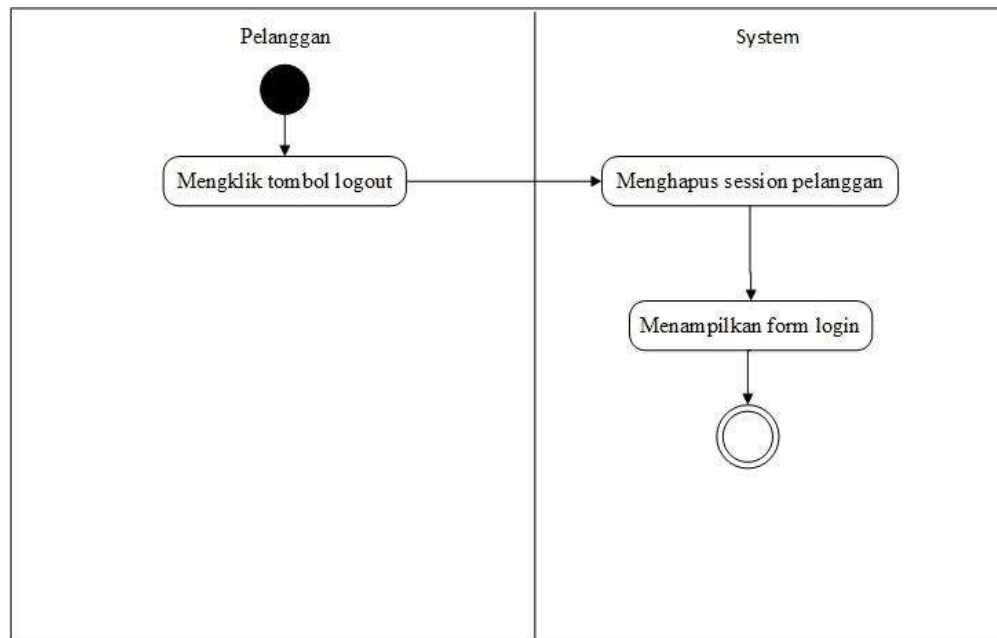 Pelanggan
System
Mengklik tombol logout
Menghapus session pelanggan
Menampilkan form login